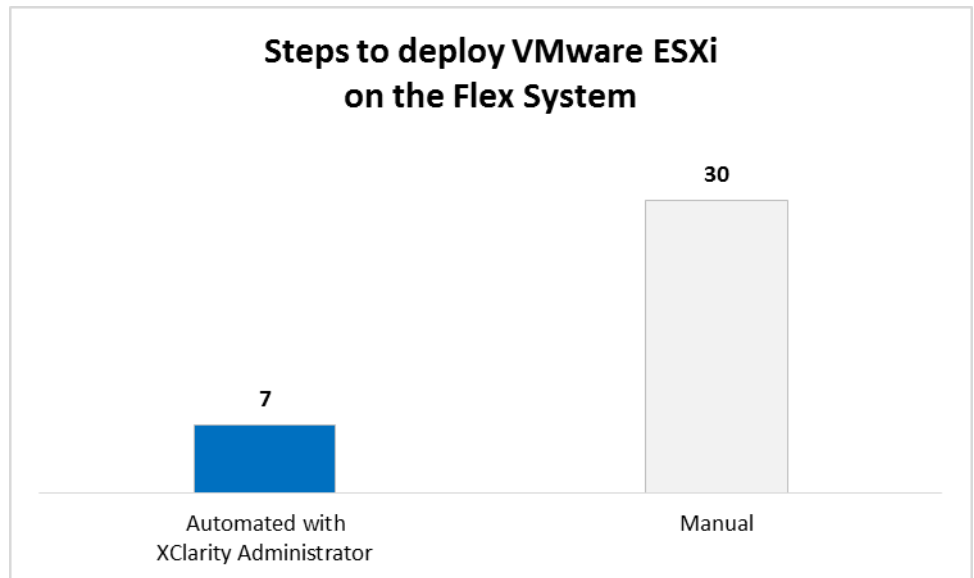 Steps to deploy VMware ESXi
on the Flex System
30
7
Automated with
XClarity Administrator
Manual